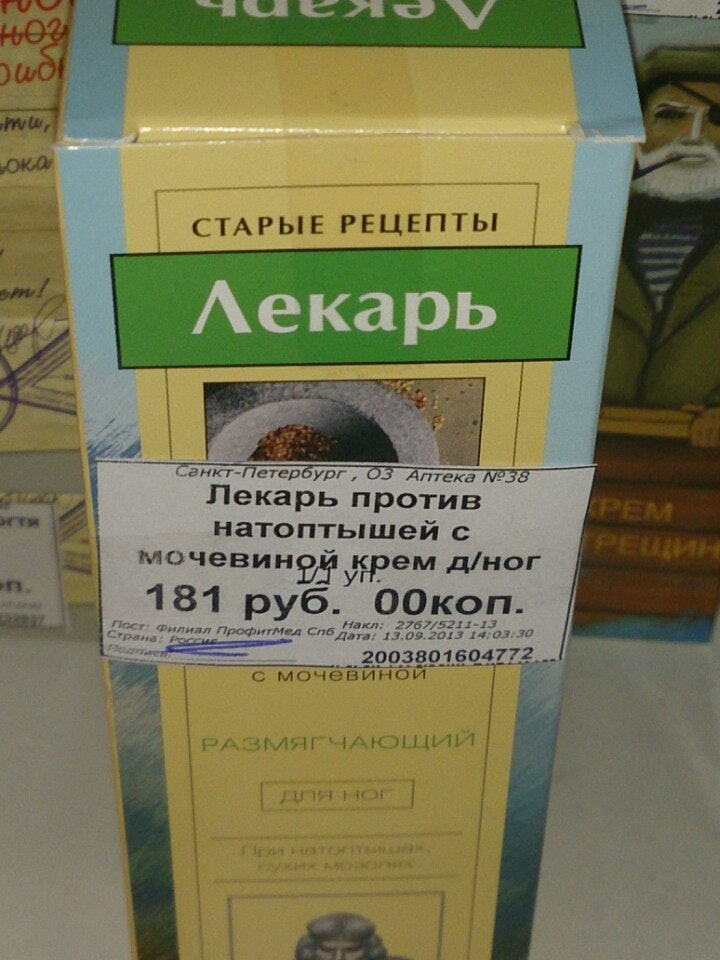 Лекарь
СТАРЫЕ РЕЦЕПТЫ
Лекарь
Санкт-Петербург , ОЗ Аптека №38
Лекарь против
натоптышей с
мочевиной крем д/ног
1/1 уп.
181 руб. 00коп.
Пост: Филиал ПрофитМед Спб Накл: 2767/5211-13
Страна: Россия Дата: 13.09.2013 14:03:30
Подпись:
2003801604772
с мочевиной
РАЗМЯГЧАЮЩИЙ
ДЛЯ НОГ
При натоптышах,
сухих мозолях
КРЕМ